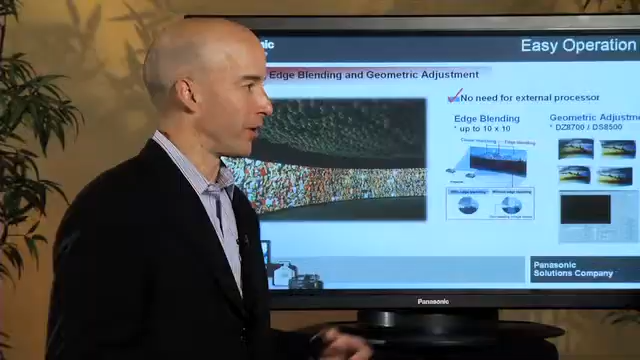 nic
Easy Operation
Edge Blending and Geometric Adjustment
No need for external processor
Edge Blending
* up to 10 x 10
Geometric Adjustme
* DZ8700 / DS8500
Panasonic
Solutions Company
Panasonic